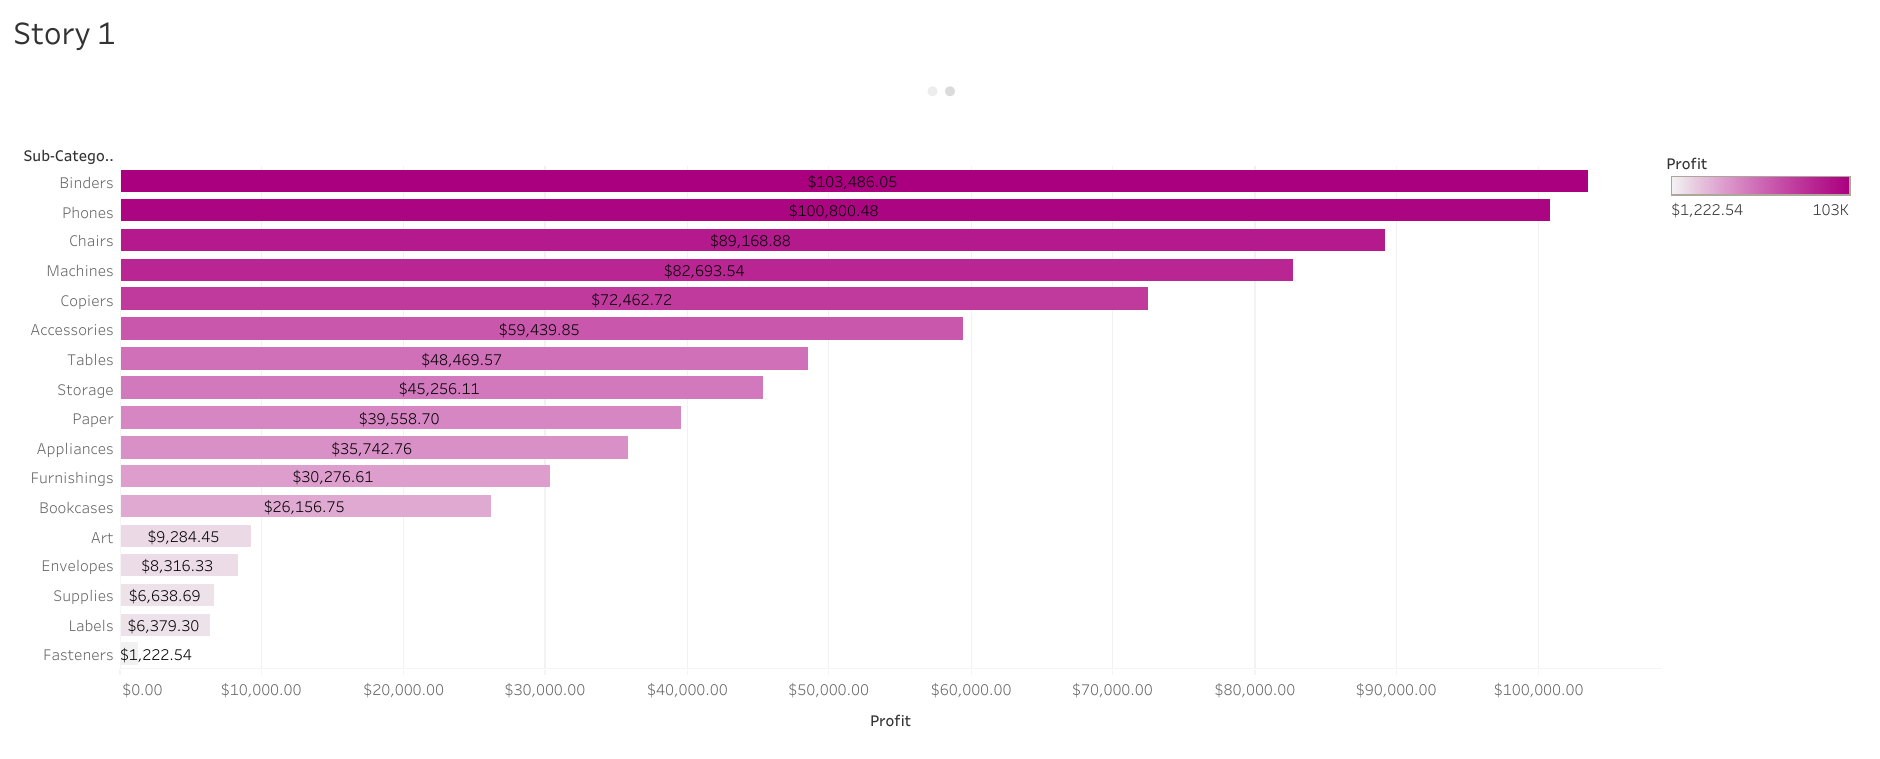 Story 1
Sub-Catego..
Binders $103,486.05
Phones $100,800.48
Chairs $89,168.88
Machines $82,693.54
Copiers $72,462.72
Accessories $59,439.85
Tables $48,469.57
Storage $45,256.11
Paper $39,558.70
Appliances $35,742.76
Furnishings $30,276.61
Bookcases $26,156.75
Art $9,284.45
Envelopes $8,316.33
Supplies $6,638.69
Labels $6,379.30
Fasteners $1,222.54
$0.00 $10,000.00 $20,000.00 $30,000.00 $40,000.00 $50,000.00 $60,000.00 $70,000.00 $80,000.00 $90,000.00 $100,000.00
Profit
Profit
$1,222.54 103K